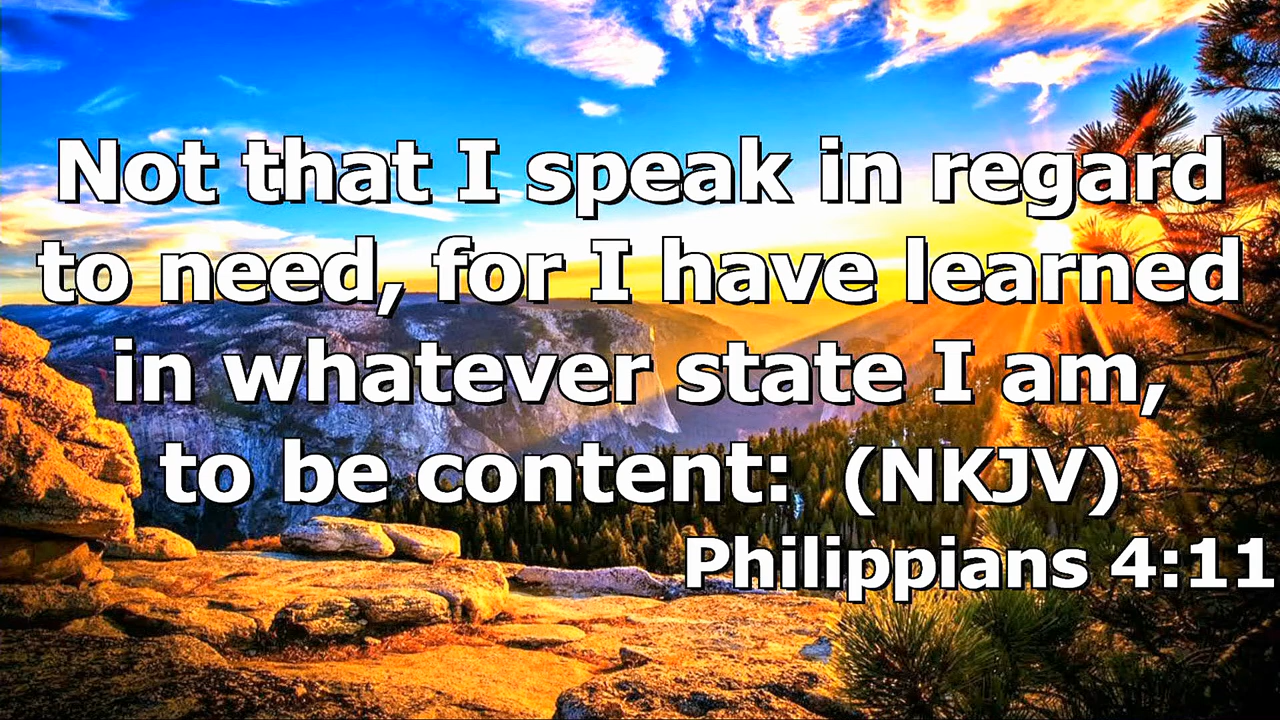 Not that I speak in regard
to need, for I have learned
in whatever state I am,
to be content: (NKJV)
Philippians 4:11